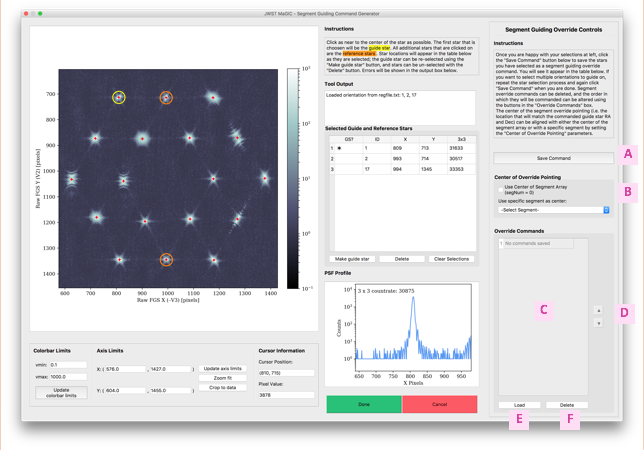 JWST MaGIC - Segment Guiding Command Generator
Instructions
Click as near to the center of the star as possible. The first star that is
choosen will be the guide star. All additional stars that are clicked on
are the reference stars. Star locations will appear in the table below
as they are selected; the guide star can be re-selected using the
"Make guide star" button, and stars can be un-selected with the
"Delete" button. Errors will be shown in the output box below.
Tool Output
Loaded orientation from regfile.txt: 1, 2, 17
Selected Guide and Reference Stars
GS? ID X Y 3x3
1 ✦ 1 809 713 31633
2 2 993 714 30517
3 17 994 1345 33353
Make guide star
Delete
Clear Selections
PSF Profile
3 x 3 countrate: 30875
Counts
10⁴
10³
10²
10¹
10⁰
650 700 750 800 850 900 950
X Pixels
Done
Cancel
Raw FGS Y (V2) [pixels]
700
800
900
1000
1100
1200
1300
1400
600 700 800 900 1000 1100 1200 1300 1400
Raw FGS X (-V3) [pixels]
10³
10²
10¹
10⁰
10⁻¹
Colorbar Limits
vmin: 0.1
vmax: 1000.0
Update
colorbar limits
Axis Limits
X: ( 576.0 , 1427.0 )
Y: ( 604.0 , 1455.0 )
Update axis limits
Zoom fit
Crop to data
Cursor Information
Cursor Position:
(810, 715)
Pixel Value:
3878
Segment Guiding Override Controls
Instructions
Once you are happy with your selections at left, click
the "Save Command" button below to save the stars
you have selected as a segment guiding override
command. You will see it appear in the table below. If
you want to select multiple orientations to guide on,
repeat the star selection process and again click
"Save Command" when you are done. Segment
override commands can be deleted, and the order in
which they will be commanded can be altered using
the buttons in the "Override Commands" box.
The center of the segment override pointing (i.e. the
location that will match the commanded guide star RA
and Dec) can be aligned with either the center of the
segment array or with a specific segment by setting
the "Center of Override Pointing" parameters.
Save Command
A
Center of Override Pointing
Use Center of Segment Array
(segNum = 0)
B
Use specific segment as center:
-Select Segment-
Override Commands
1 No commands saved
C
D
Load
Delete
E
F